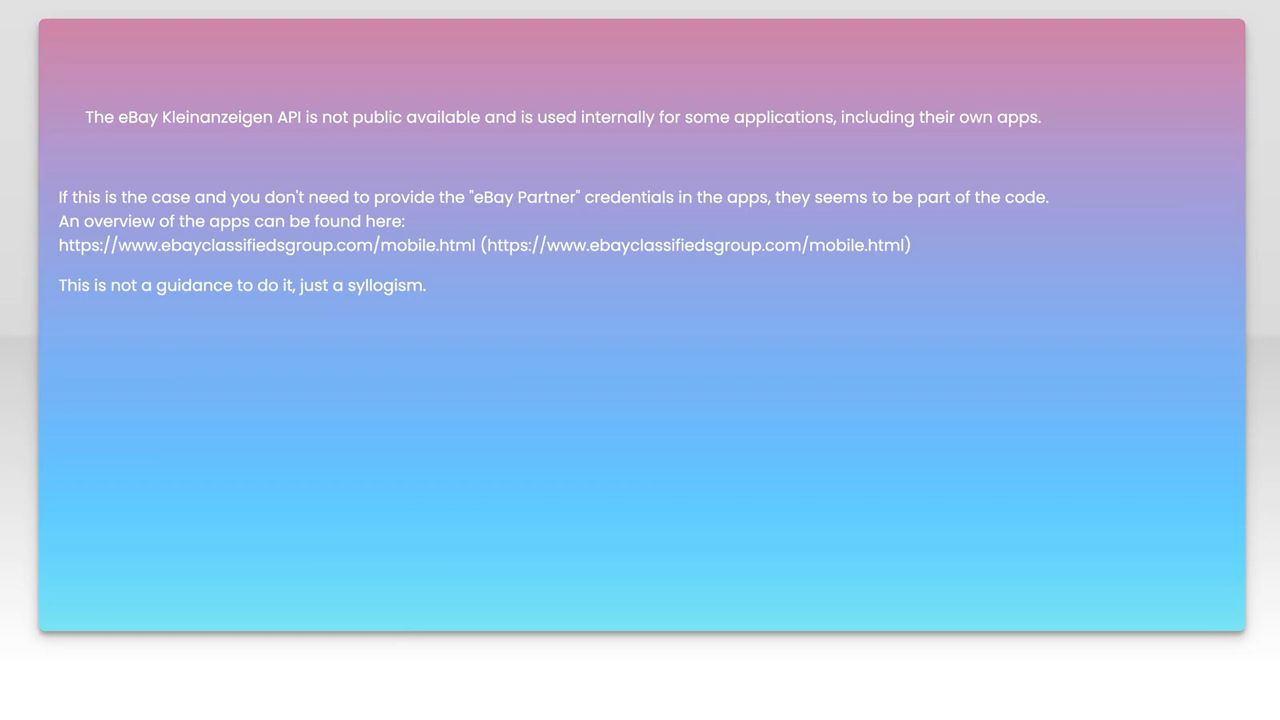 The eBay Kleinanzeigen API is not public available and is used internally for some applications, including their own apps.
If this is the case and you don't need to provide the "eBay Partner" credentials in the apps, they seems to be part of the code.
An overview of the apps can be found here:
https://www.ebayclassifiedsgroup.com/mobile.html (https://www.ebayclassifiedsgroup.com/mobile.html)
This is not a guidance to do it, just a syllogism.